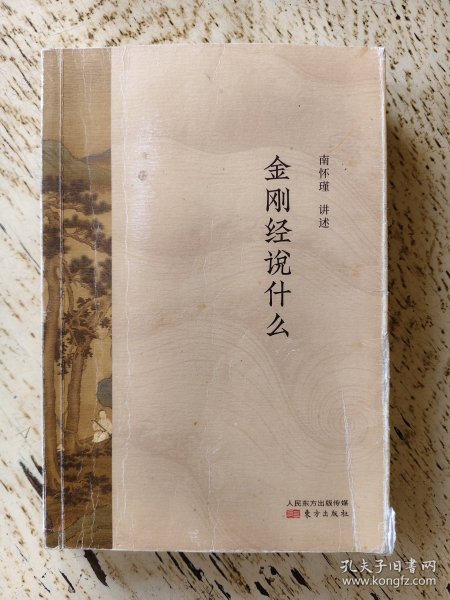 金刚经说什么
南怀瑾 讲述
人民东方出版传媒
东方出版社
孔夫子旧书网
www.kongfz.com